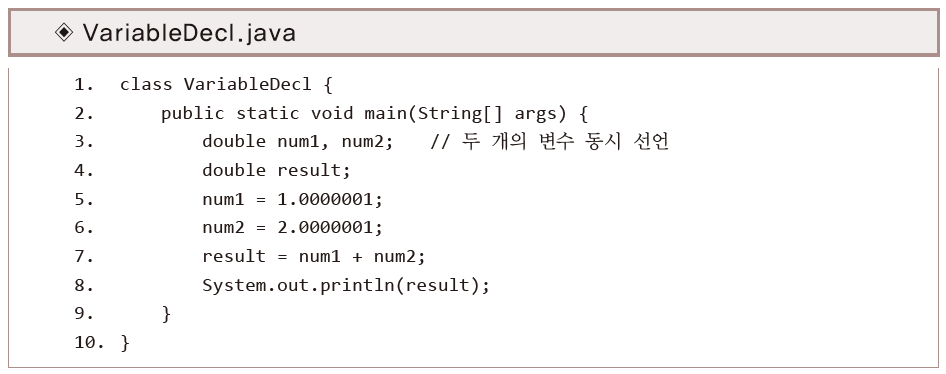 ◈ VariableDecl.java
1. class VariableDecl {
2. public static void main(String[] args) {
3. double num1, num2; // 두 개의 변수 동시 선언
4. double result;
5. num1 = 1.0000001;
6. num2 = 2.0000001;
7. result = num1 + num2;
8. System.out.println(result);
9. }
10. }